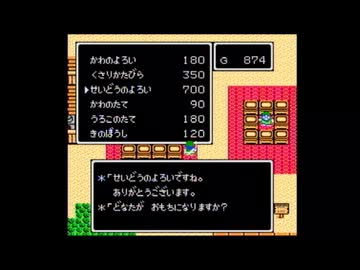 かわのよろい 180
くさりかたびら 350
▶せいどうのよろい 700
かわのたて 90
うろこのたて 180
きのぼうし 120
G 874
*「せいどうのよろいですね。
ありがとうございます。
*「どなたが おもちになりますか?